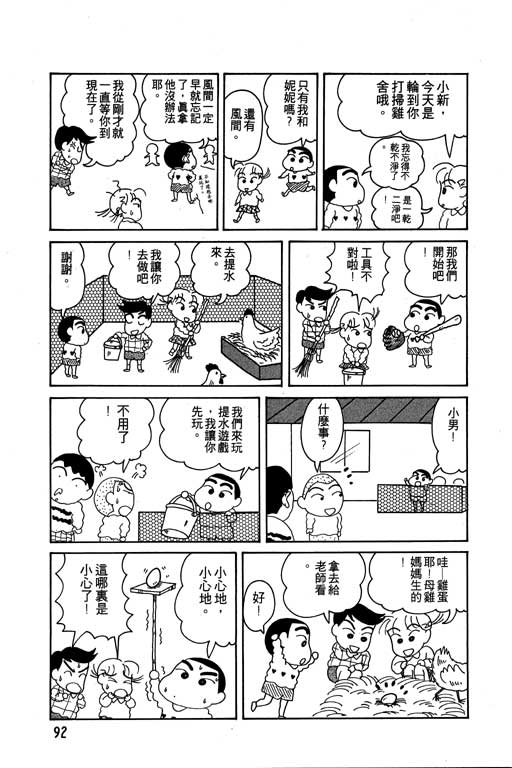 小新，
今天是
輪到你
打掃雞
舍哦。
我忘得不
乾不淨了
。
是一乾
二淨吧
！
只有我和
妮妮嗎？
還有
風間。
風間一定
早就忘記
了，真拿
他沒辦法
耶。
我從剛才就
一直等你到
現在了。
那我們
開始吧
！
工具不
對啦！
去提水
來。
我讓你
去做吧
！
謝謝。
小男！
什麼事？
我們來玩
提水遊戲
，我讓你
先玩。
不用了
！
哇！雞蛋
耶！母雞
媽媽生的
！
拿去給
老師看
。
好！
小心地，
小心地。
這哪裏是
小心了！
92